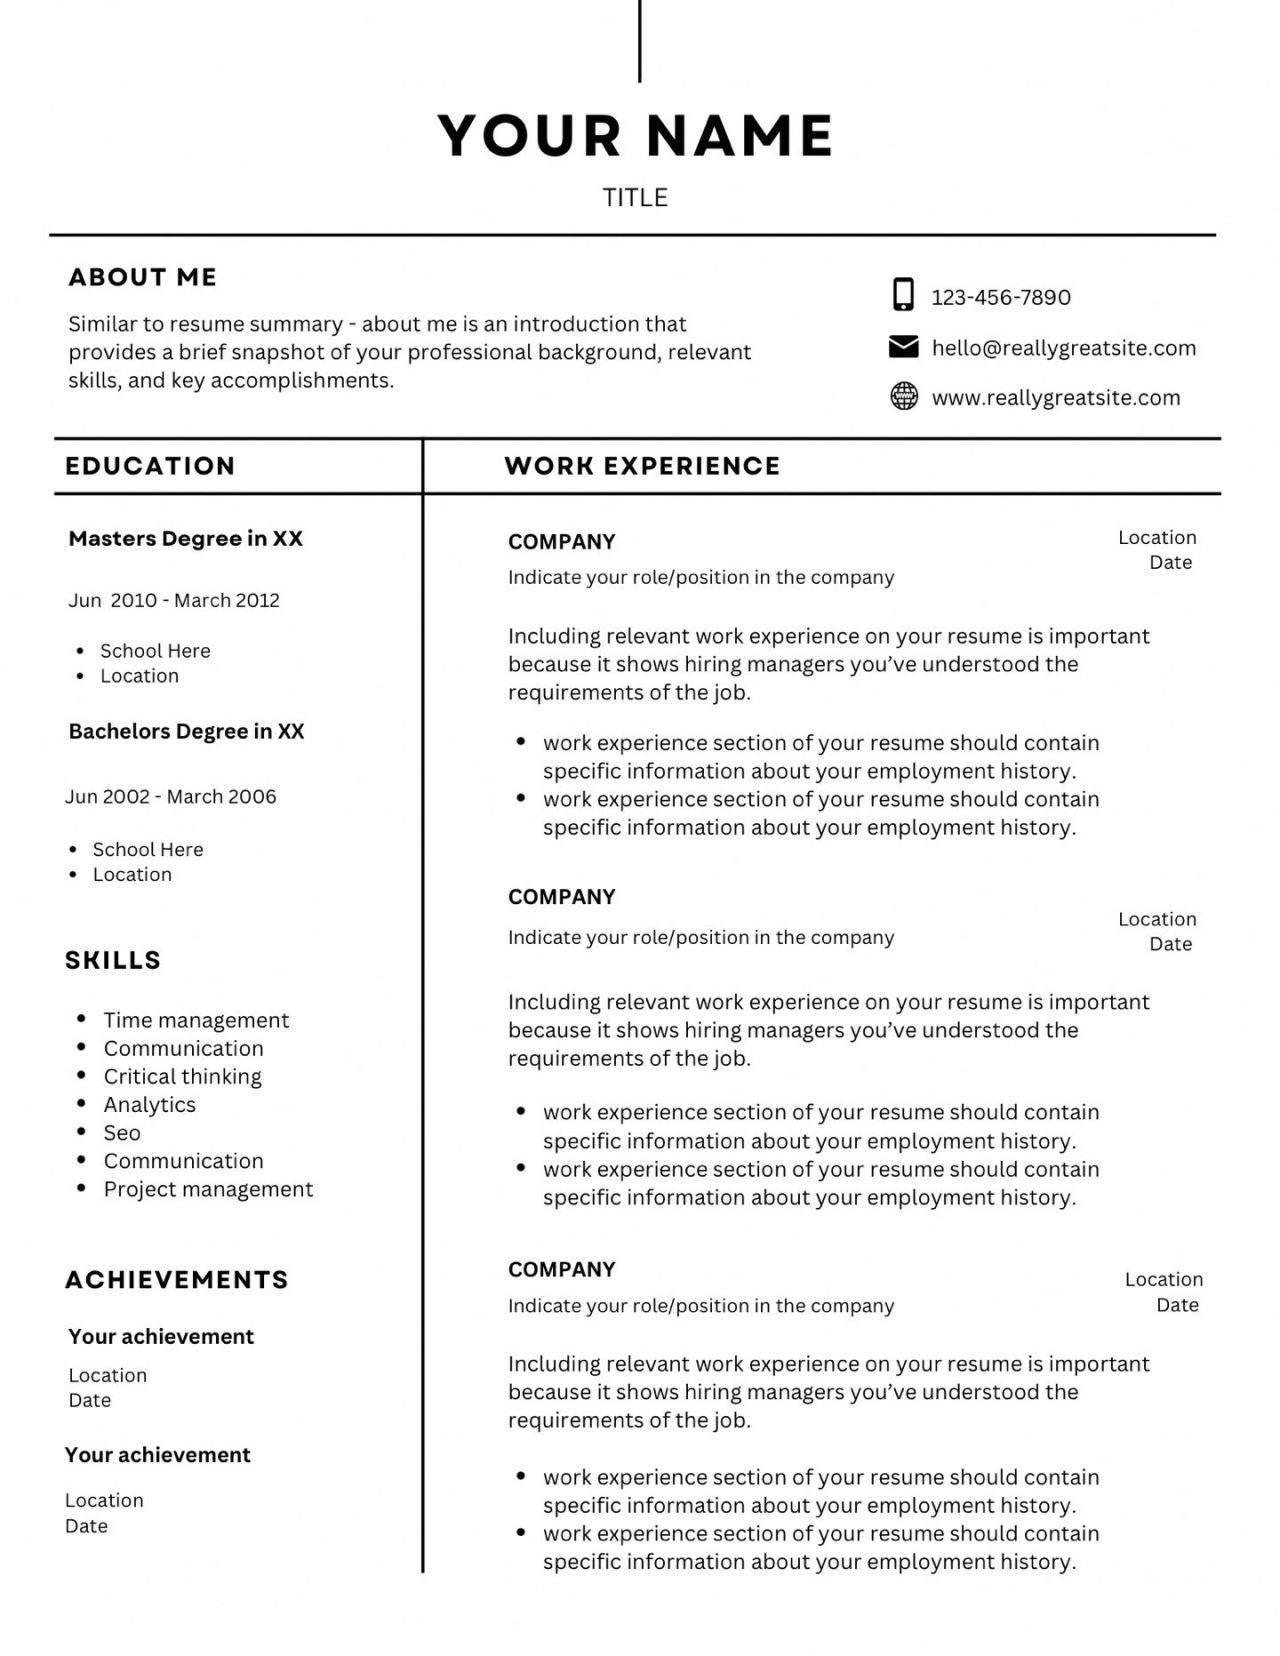 YOUR NAME
TITLE
ABOUT ME
Similar to resume summary - about me is an introduction that
provides a brief snapshot of your professional background, relevant
skills, and key accomplishments.
123-456-7890
hello@reallygreatsite.com
www.reallygreatsite.com
EDUCATION
Masters Degree in XX
Jun 2010 - March 2012
• School Here
• Location
Bachelors Degree in XX
Jun 2002 - March 2006
• School Here
• Location
SKILLS
• Time management
• Communication
• Critical thinking
• Analytics
• Seo
• Communication
• Project management
ACHIEVEMENTS
Your achievement
Location
Date
Your achievement
Location
Date
WORK EXPERIENCE
COMPANY
Location
Date
Indicate your role/position in the company
Including relevant work experience on your resume is important
because it shows hiring managers you’ve understood the
requirements of the job.
• work experience section of your resume should contain
specific information about your employment history.
• work experience section of your resume should contain
specific information about your employment history.
COMPANY
Location
Date
Indicate your role/position in the company
Including relevant work experience on your resume is important
because it shows hiring managers you’ve understood the
requirements of the job.
• work experience section of your resume should contain
specific information about your employment history.
• work experience section of your resume should contain
specific information about your employment history.
COMPANY
Location
Date
Indicate your role/position in the company
Including relevant work experience on your resume is important
because it shows hiring managers you’ve understood the
requirements of the job.
• work experience section of your resume should contain
specific information about your employment history.
• work experience section of your resume should contain
specific information about your employment history.